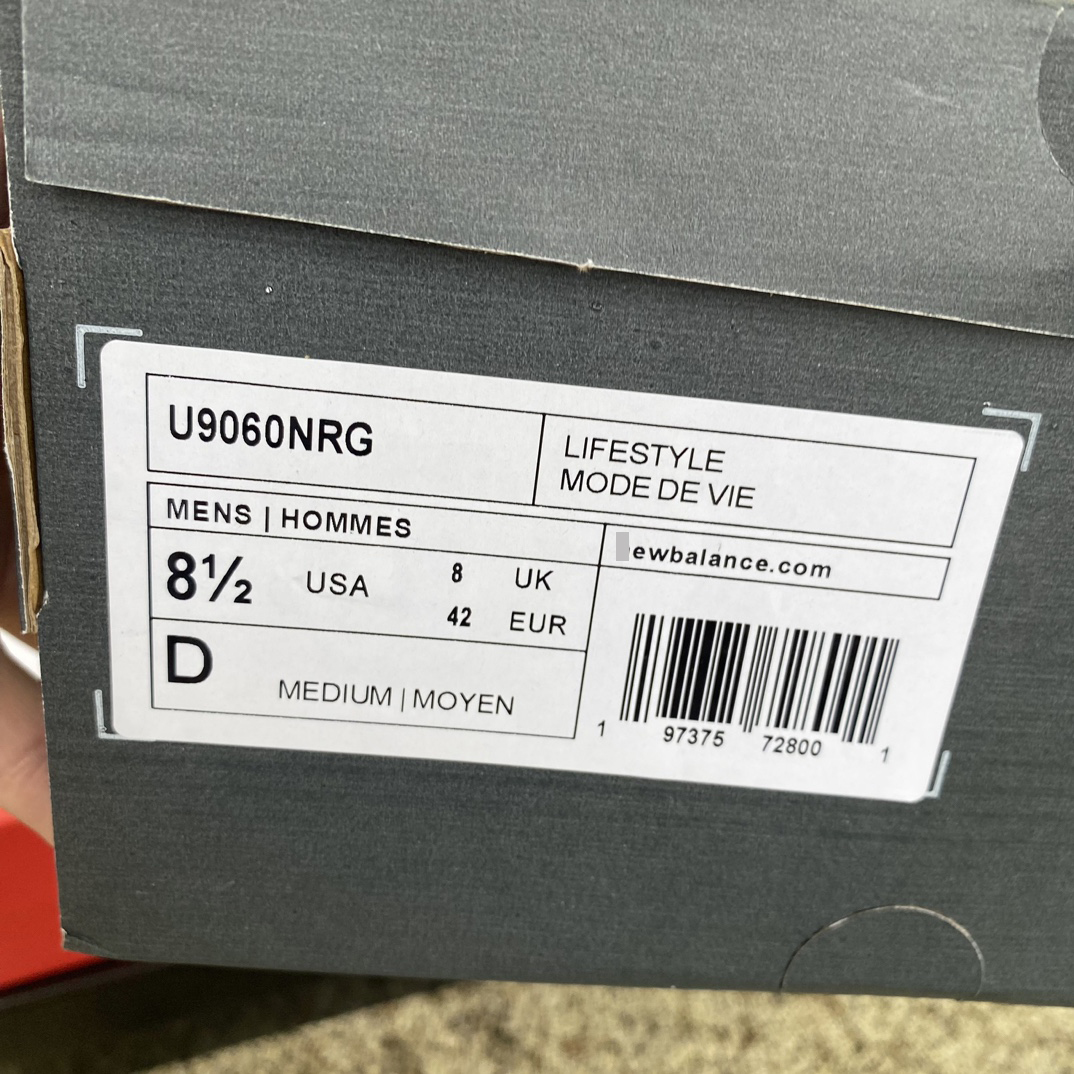 U9060NRG
LIFESTYLE
MODE DE VIE
MENS | HOMMES
ewbalance.com
8½ USA 8 UK
42 EUR
D
MEDIUM | MOYEN
1 97375 72800 1